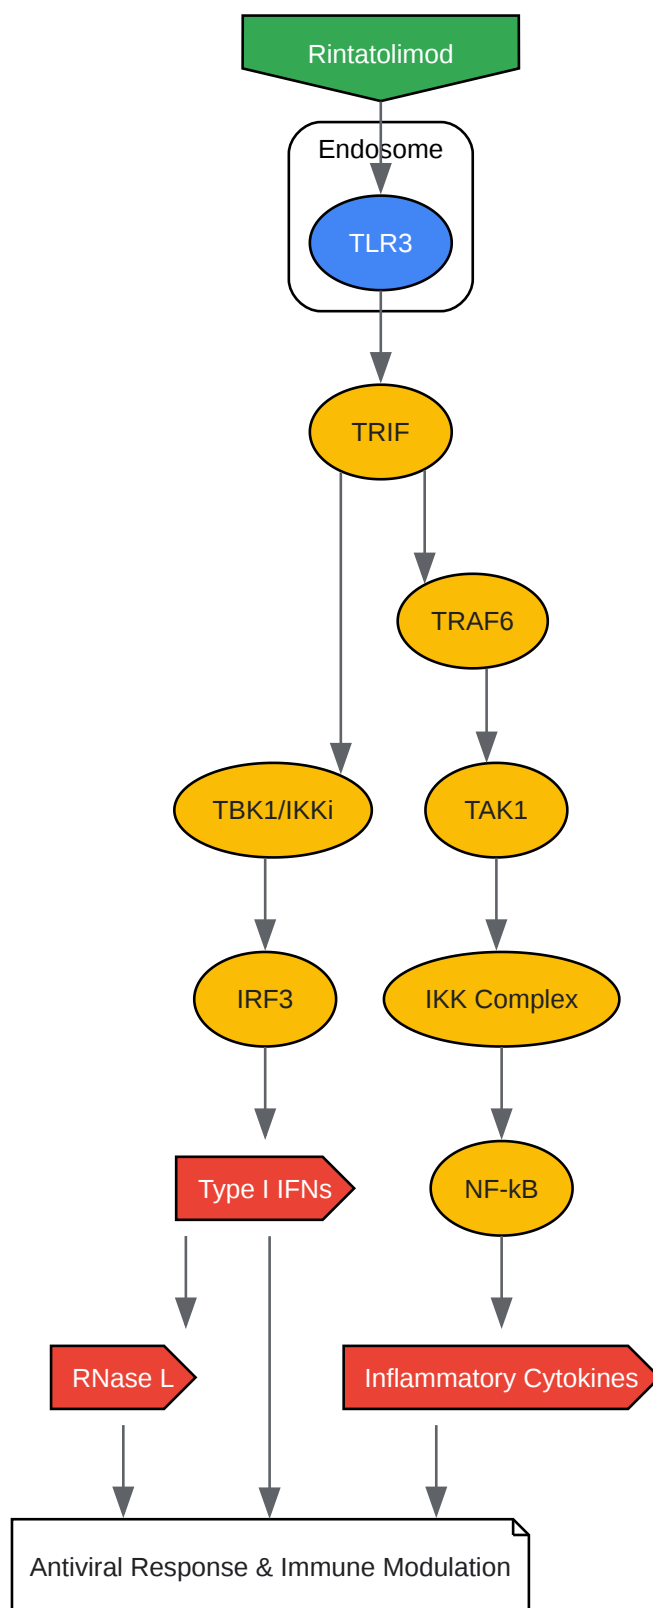 Rintatolimod
Endosome
TLR3
TRIF
TRAF6
TBK1/IKKi
TAK1
IRF3
IKK Complex
Type I IFNs
NF-kB
RNase L
Inflammatory Cytokines
Antiviral Response & Immune Modulation